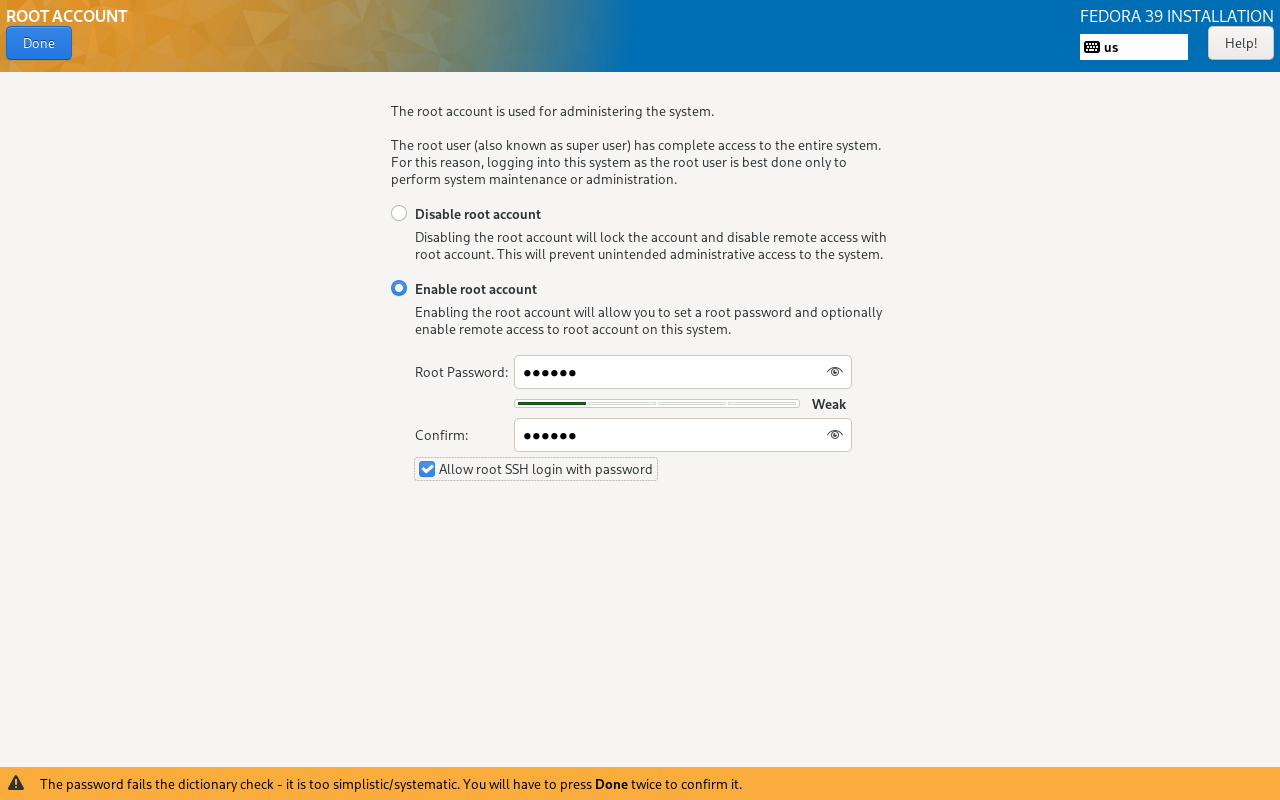 ROOT ACCOUNT
FEDORA 39 INSTALLATION
Done
us
Help!
The root account is used for administering the system.
The root user (also known as super user) has complete access to the entire system.
For this reason, logging into this system as the root user is best done only to
perform system maintenance or administration.
Disable root account
Disabling the root account will lock the account and disable remote access with
root account. This will prevent unintended administrative access to the system.
Enable root account
Enabling the root account will allow you to set a root password and optionally
enable remote access to root account on this system.
Root Password: ●●●●●●
Weak
Confirm: ●●●●●●
Allow root SSH login with password
The password fails the dictionary check - it is too simplistic/systematic. You will have to press Done twice to confirm it.